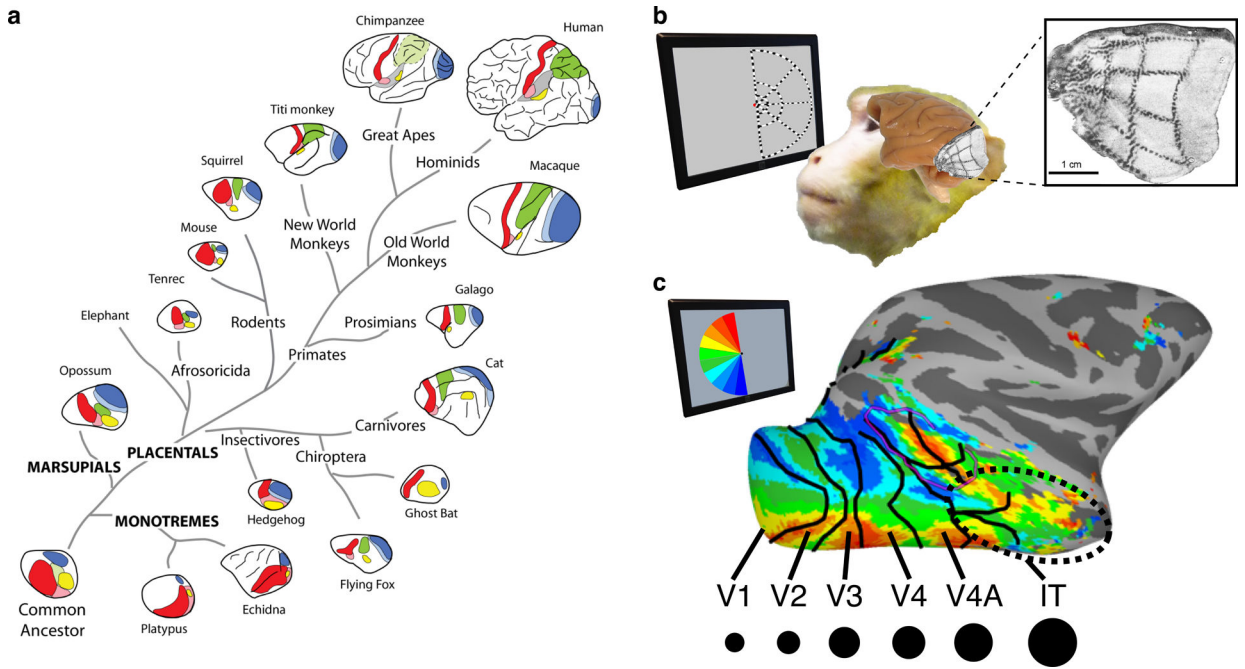 a
Chimpanzee
Human
Titi monkey
Great Apes
Hominids
Squirrel
Macaque
Mouse
New World
Monkeys
Old World
Monkeys
Tenrec
Galago
Elephant
Rodents
Prosimians
Primates
Cat
Afrosoricida
Opossum
Carnivores
Insectivores
PLACENTALS
Chiroptera
MARSUPIALS
Ghost Bat
Hedgehog
MONOTREMES
Flying Fox
Echidna
Common
Ancestor
Platypus
b
1 cm
c
V1 V2 V3 V4 V4A IT